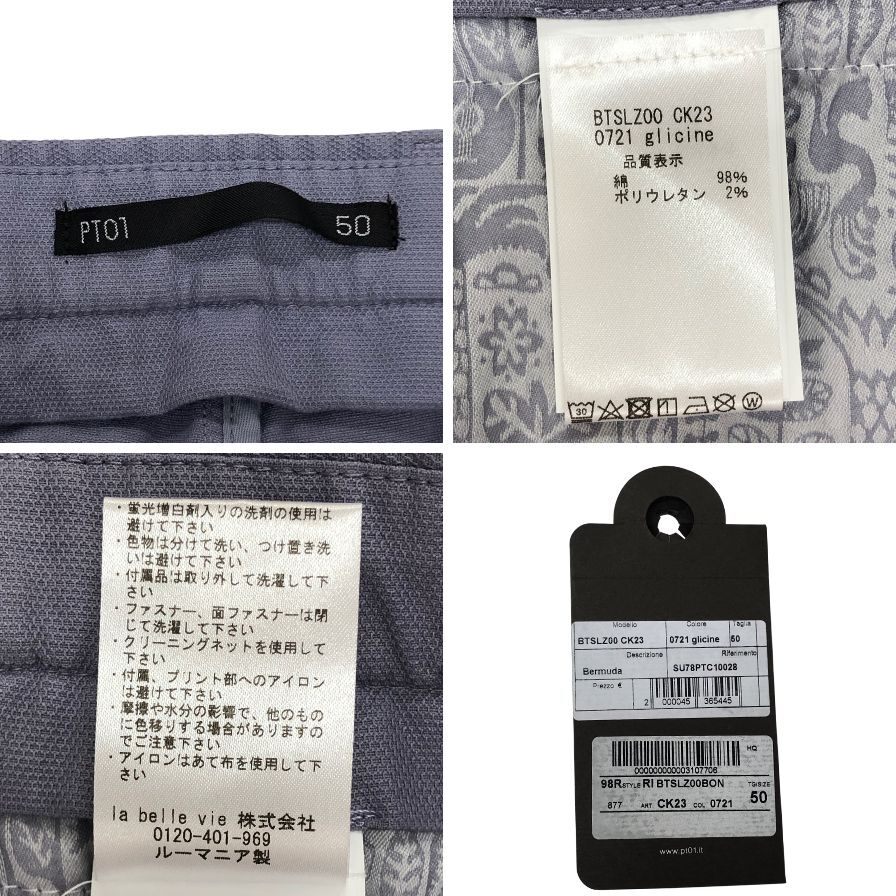 PT01 50
BTSLZ00 CK23
0721 glicine
品質表示
綿 98%
ポリウレタン 2%
30
W
・蛍光増白剤入りの洗剤の使用は
避けて下さい
・色物は分けて洗い、つけ置き洗
いは避けて下さい
・付属品は取り外して洗濯して下
さい
・ファスナー、面ファスナーは閉
じて洗濯して下さい
・クリーニングネットを使用して
下さい
・付属、プリント部へのアイロン
は避けて下さい
・摩擦や水分の影響で、他のもの
に色移りする場合がありますの
でご注意下さい
・アイロンはあて布を使用して下
さい
la belle vie 株式会社
0120-401-969
ルーマニア製
Modello Colore Taglia
BTSLZ00 CK23 0721 glicine 50
Descrizione Riferimento
Bermuda SU78PTC10028
Prezzo €
2 000045 365445
HQ
000000000003107706
98R STYLE RI BTSLZ00BON TG/SIZE
877 ART CK23 COL 0721 50
www.pt01.it